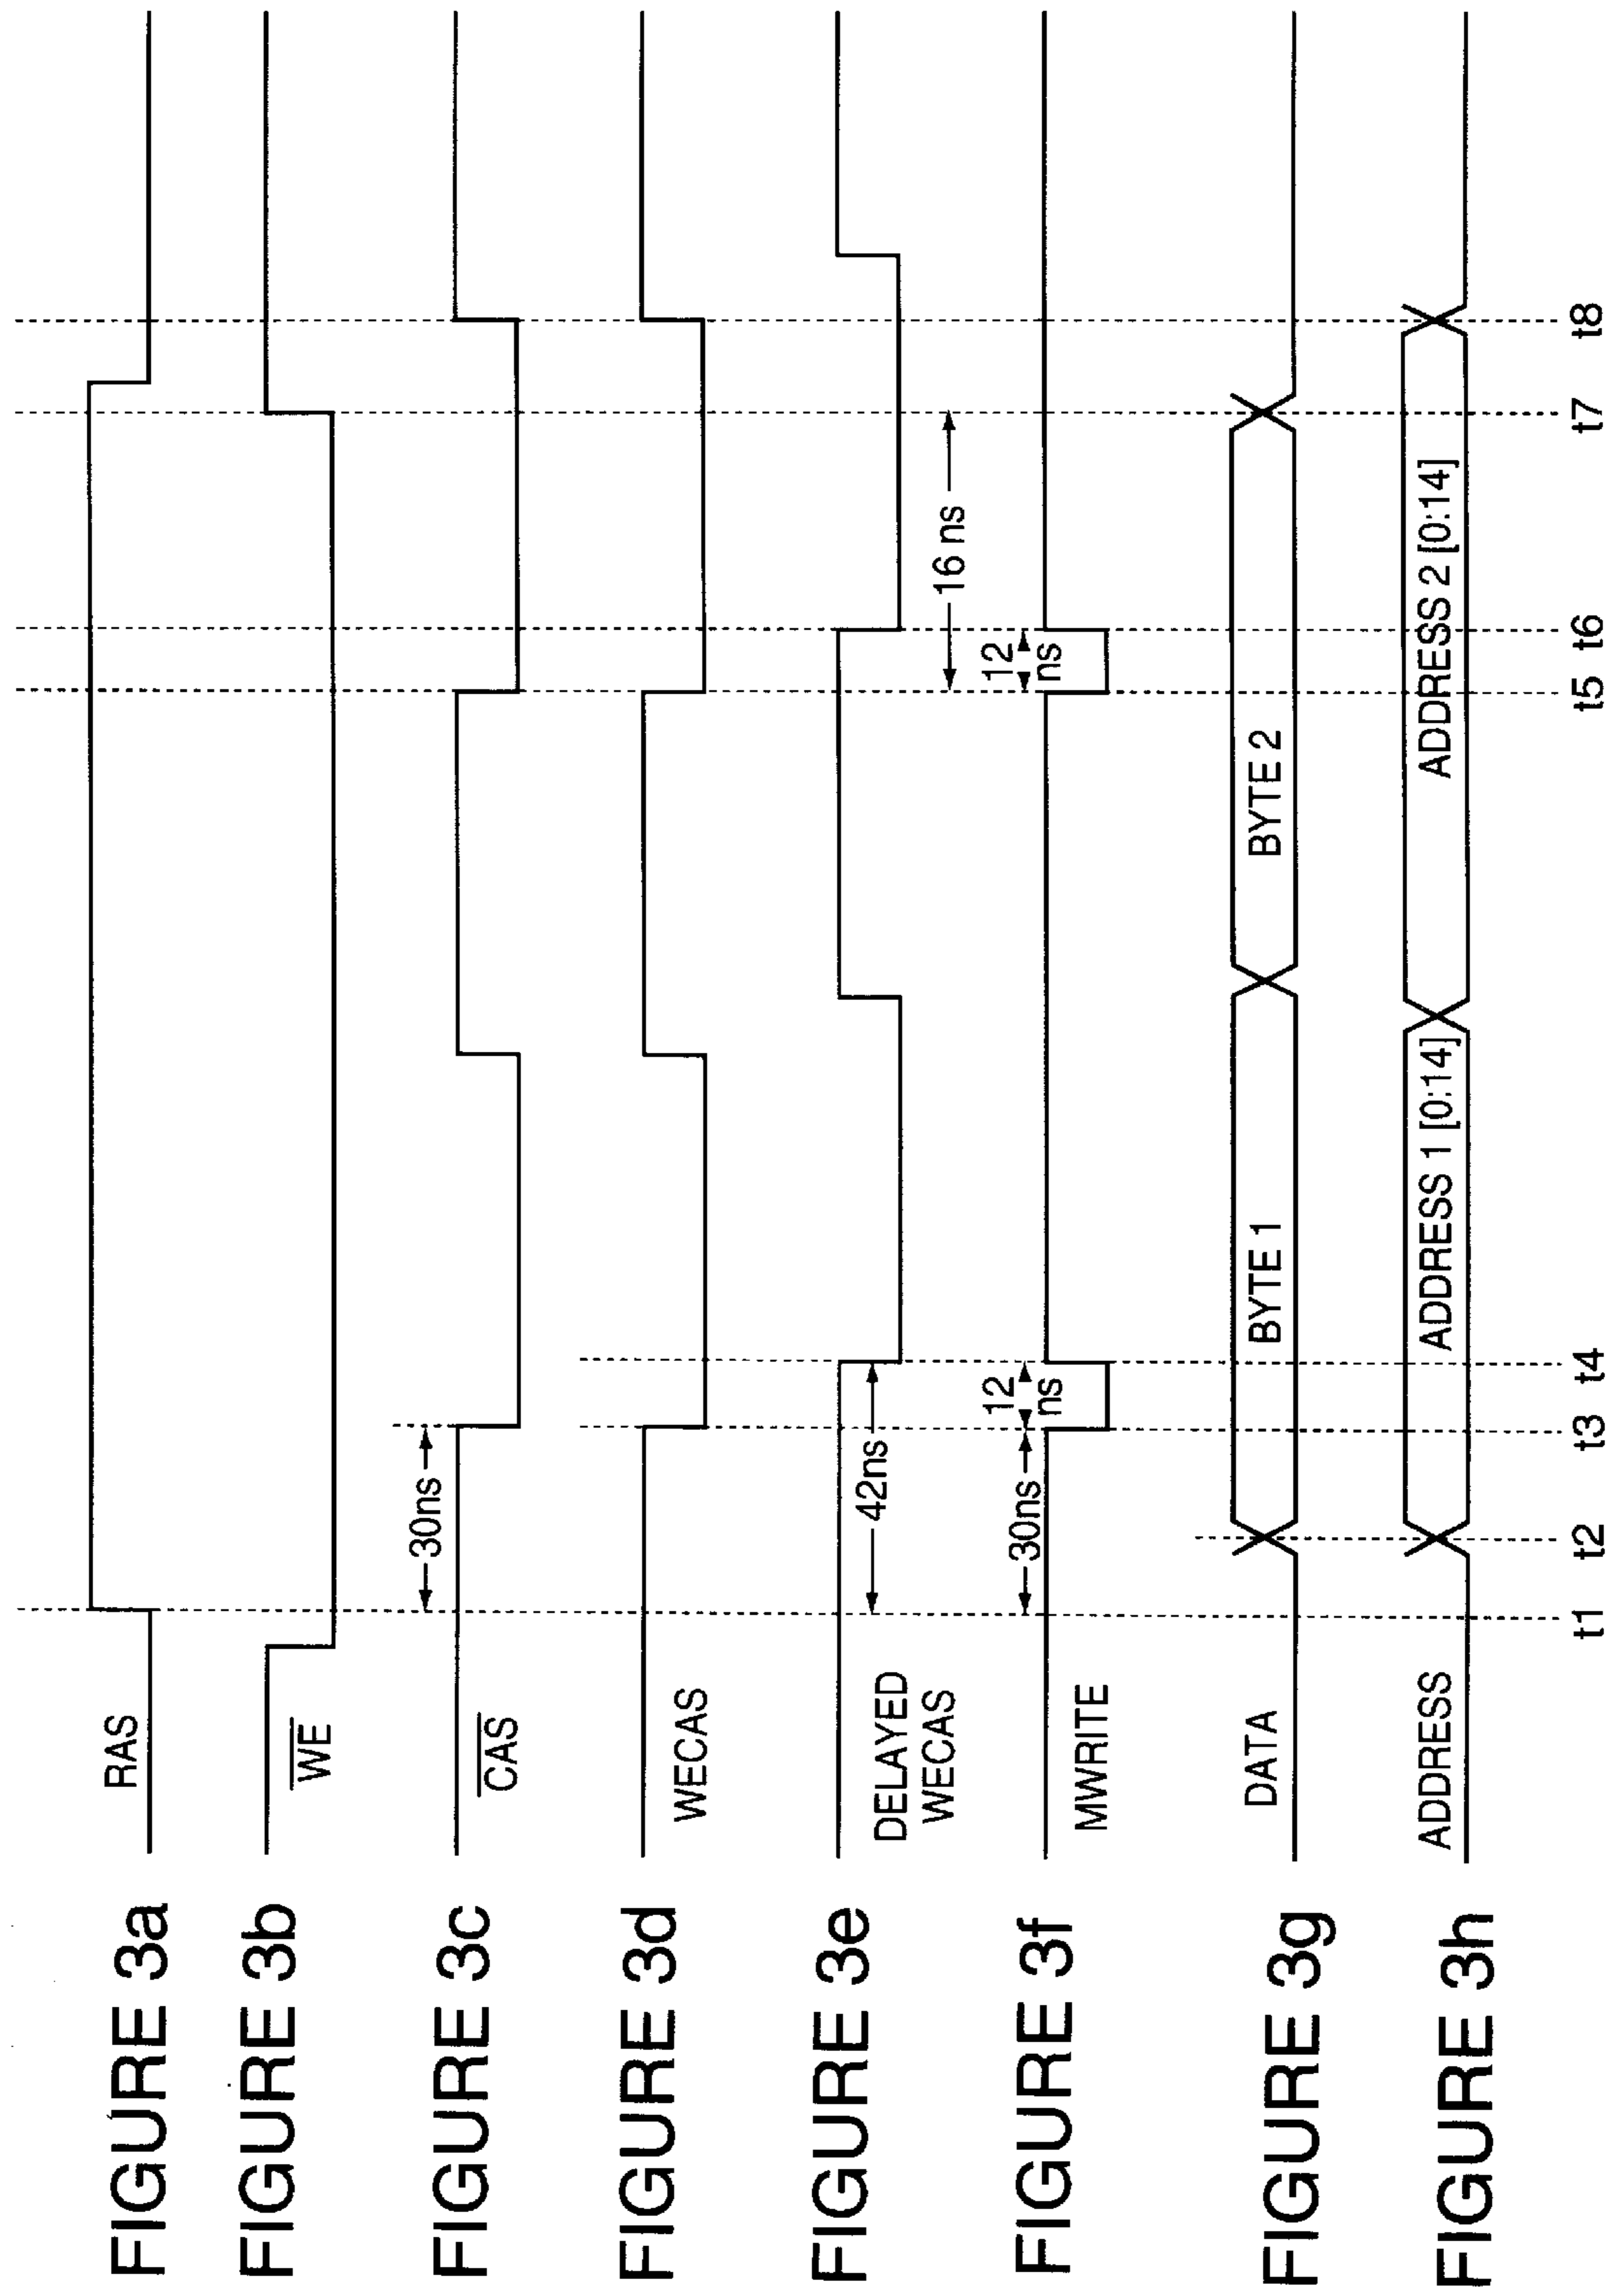 FIGURE 3a
RAS
FIGURE 3b
WE
FIGURE 3c
CAS
30ns
FIGURE 3d
WECAS
FIGURE 3e
DELAYED
WECAS
42ns
16 ns
FIGURE 3f
MWRITE
30ns
12
ns
12
ns
FIGURE 3g
DATA
BYTE 1
BYTE 2
FIGURE 3h
ADDRESS
ADDRESS 1 [0:14]
ADDRESS 2 [0:14]
t1 t2 t3 t4 t5 t6 t7 t8